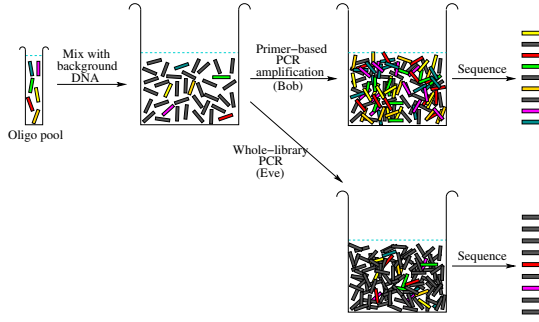 Mix with
background
DNA
Oligo pool
Primer-based
PCR
amplification
(Bob)
Sequence
Whole-library
PCR
(Eve)
Sequence